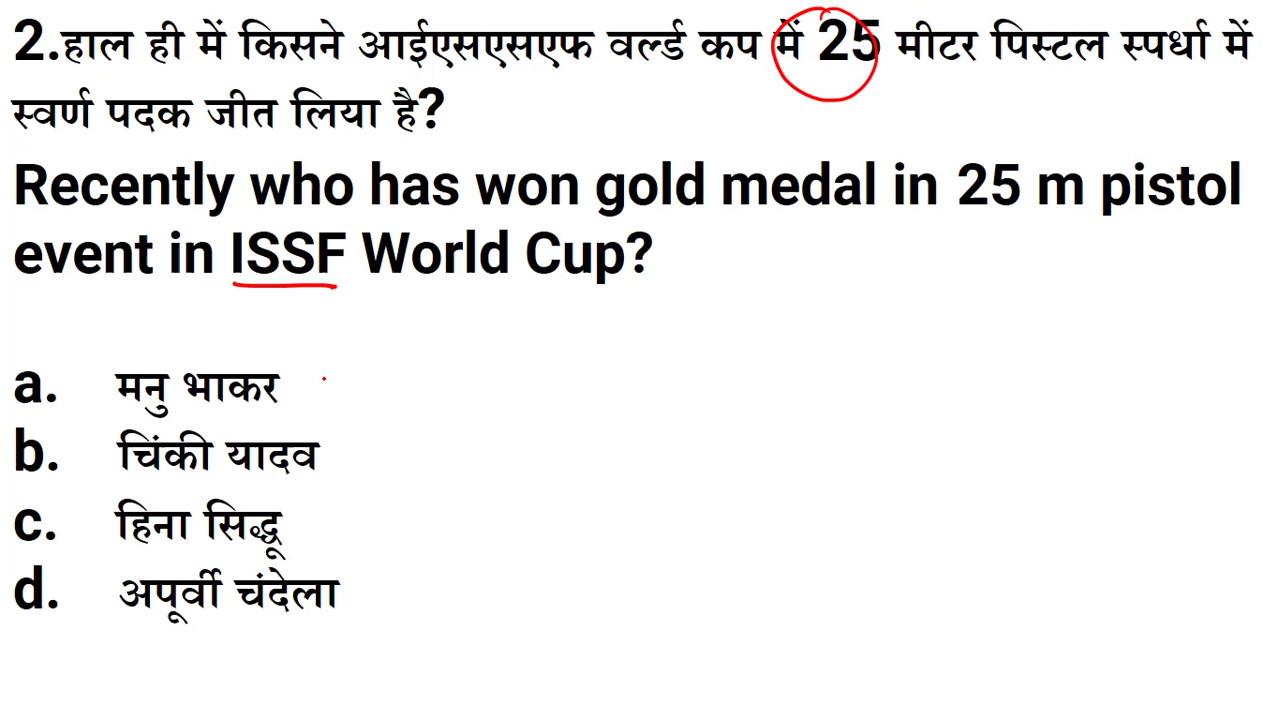 2.हाल ही में किसने आईएसएसएफ वर्ल्ड कप में 25 मीटर पिस्टल स्पर्धा में
स्वर्ण पदक जीत लिया है?
Recently who has won gold medal in 25 m pistol
event in ISSF World Cup?
a. मनु भाकर
b. चिंकी यादव
c. हिना सिद्धू
d. अपूर्वी चंदेला